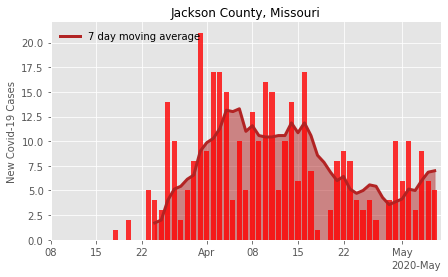 Jackson County, Missouri
7 day moving average
New Covid-19 Cases
20.0
17.5
15.0
12.5
10.0
7.5
5.0
2.5
0.0
08 15 22 Apr 08 15 22 May
2020-May